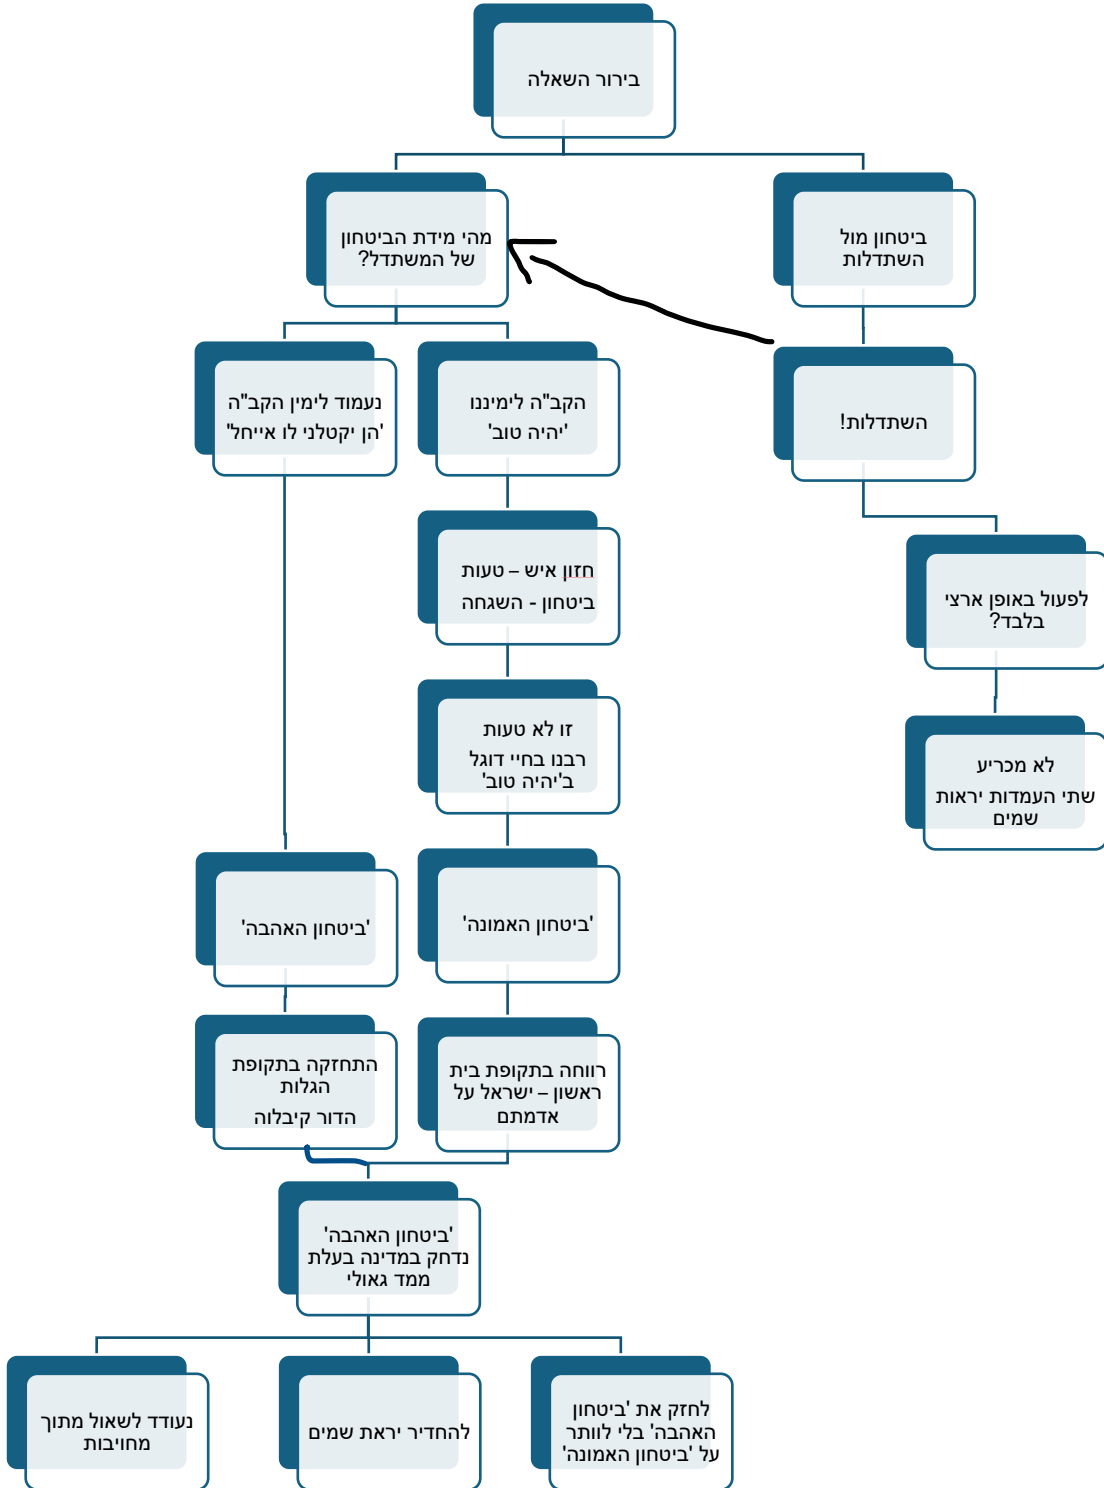 בירור השאלה
ביטחון מול
השתדלות
מהי מידת הביטחון
של המשתדל?
השתדלות!
לפעול באופן ארצי
בלבד?
לא מכריע
שתי העמדות יראות
שמים
הקב"ה לימיננו
'יהיה טוב'
חזון איש – טעות
ביטחון - השגחה
זו לא טעות
רבנו בחיי דוגל
ב'יהיה טוב'
'ביטחון האמונה'
רווחה בתקופת בית
ראשון – ישראל על
אדמתם
נעמוד לימין הקב"ה
'הן יקטלני לו אייחל'
'ביטחון האהבה'
התחזקה בתקופת
הגלות
הדור קיבלוה
'ביטחון האהבה'
נדחק במדינה בעלת
ממד גאולי
לחזק את 'ביטחון
האהבה' בלי לוותר
על 'ביטחון האמונה'
להחדיר יראת שמים
נעודד לשאול מתוך
מחויבות